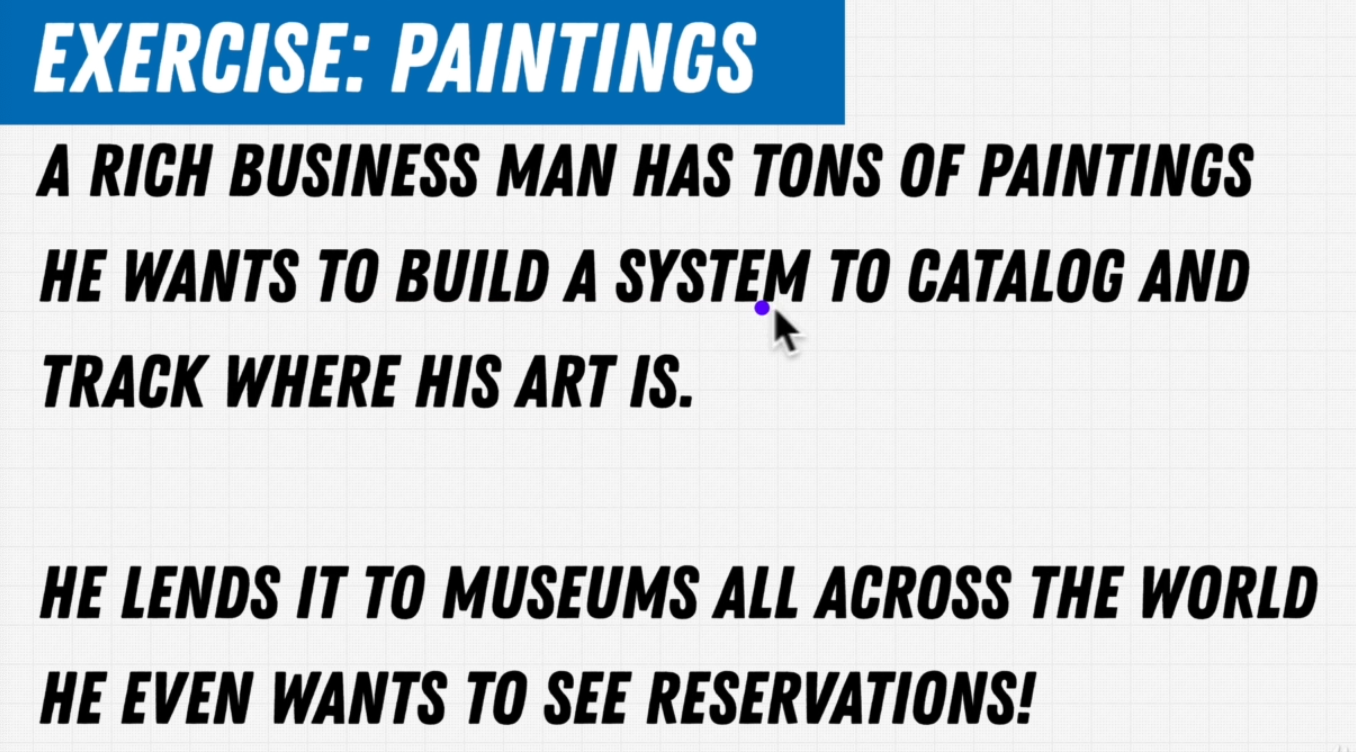 EXERCISE: PAINTINGS
A RICH BUSINESS MAN HAS TONS OF PAINTINGS
HE WANTS TO BUILD A SYSTEM TO CATALOG AND
TRACK WHERE HIS ART IS.
HE LENDS IT TO MUSEUMS ALL ACROSS THE WORLD
HE EVEN WANTS TO SEE RESERVATIONS!